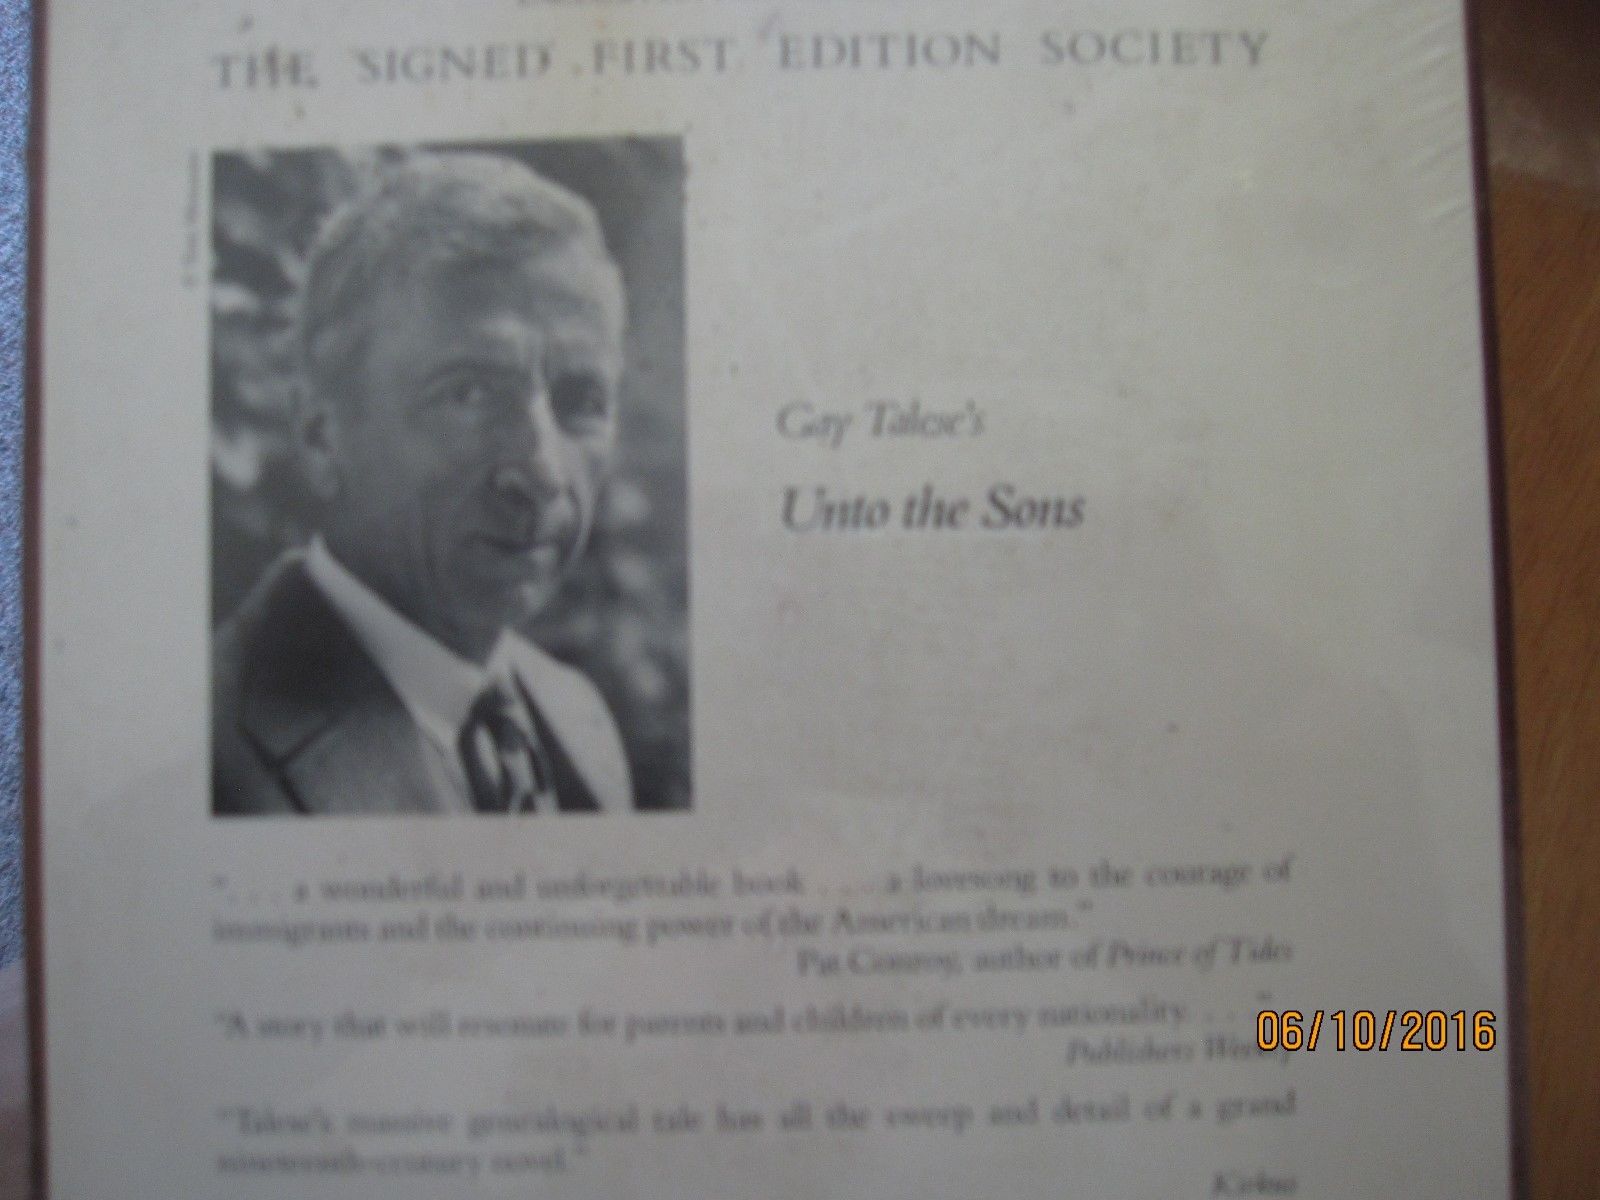 THE SIGNED FIRST EDITION SOCIETY
Gay Talese's
Unto the Sons
". . . a wonderful and unforgettable book . . . . a lovesong to the courage of
immigrants and the continuing power of the American dream."
Pat Conroy, author of Prince of Tides
"A story that will resonate for parents and children of every nationality. . . ."
Publishers Weekly
06/10/2016
"Talese's massive genealogical tale has all the sweep and detail of a grand
nineteenth-century novel."
Kirkus